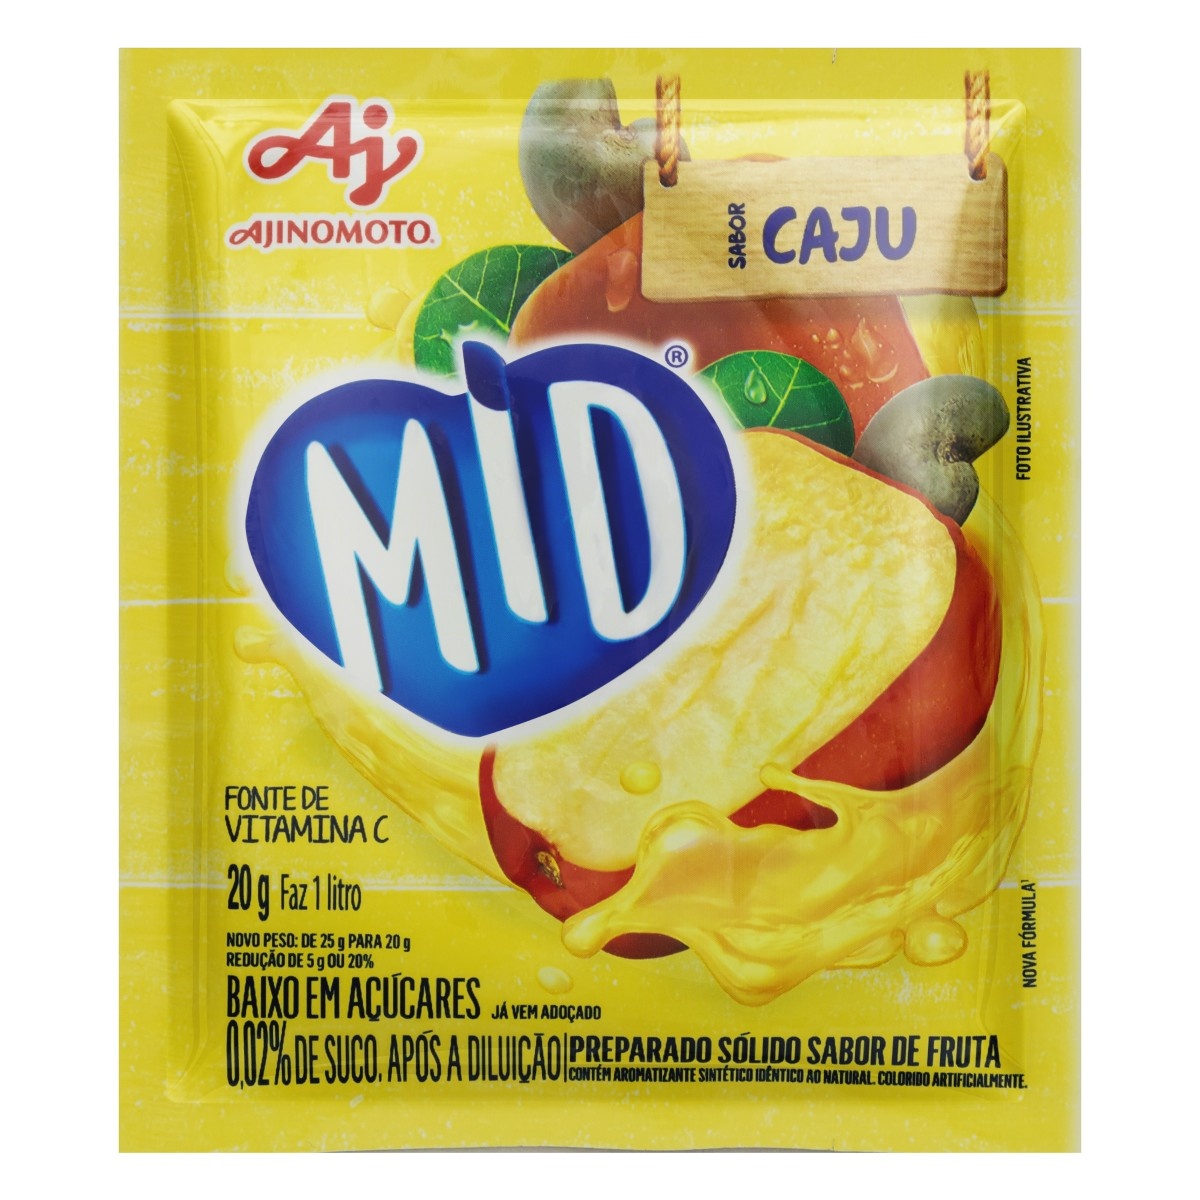 Aj
AJINOMOTO®
SABOR
CAJU
MID®
FOTO ILUSTRATIVA
FONTE DE
VITAMINA C
20 g Faz 1 litro
NOVO PESO: DE 25 g PARA 20 g
REDUÇÃO DE 5 g OU 20%
BAIXO EM AÇÚCARES JÁ VEM ADOÇADO
0,02% DE SUCO, APÓS A DILUIÇÃO
PREPARADO SÓLIDO SABOR DE FRUTA
CONTÉM AROMATIZANTE SINTÉTICO IDÊNTICO AO NATURAL. COLORIDO ARTIFICIALMENTE.
NOVA FÓRMULA¹